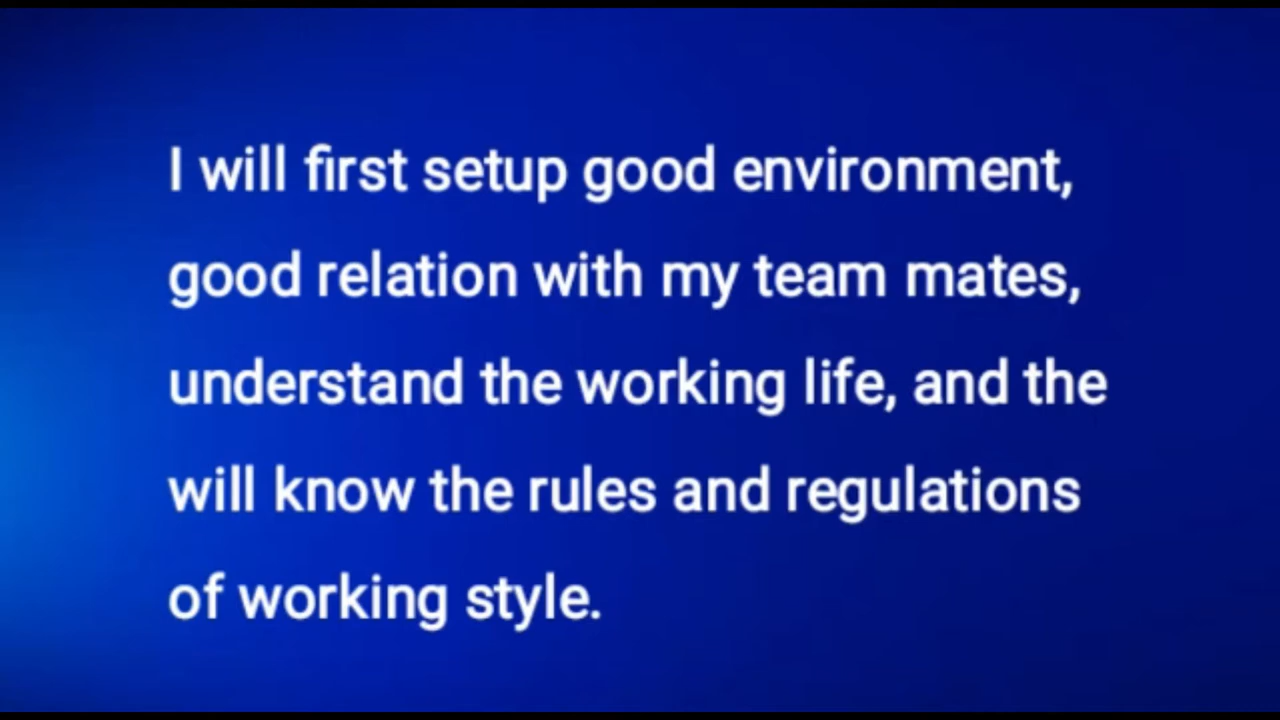 I will first setup good environment,
good relation with my team mates,
understand the working life, and the
will know the rules and regulations
of working style.